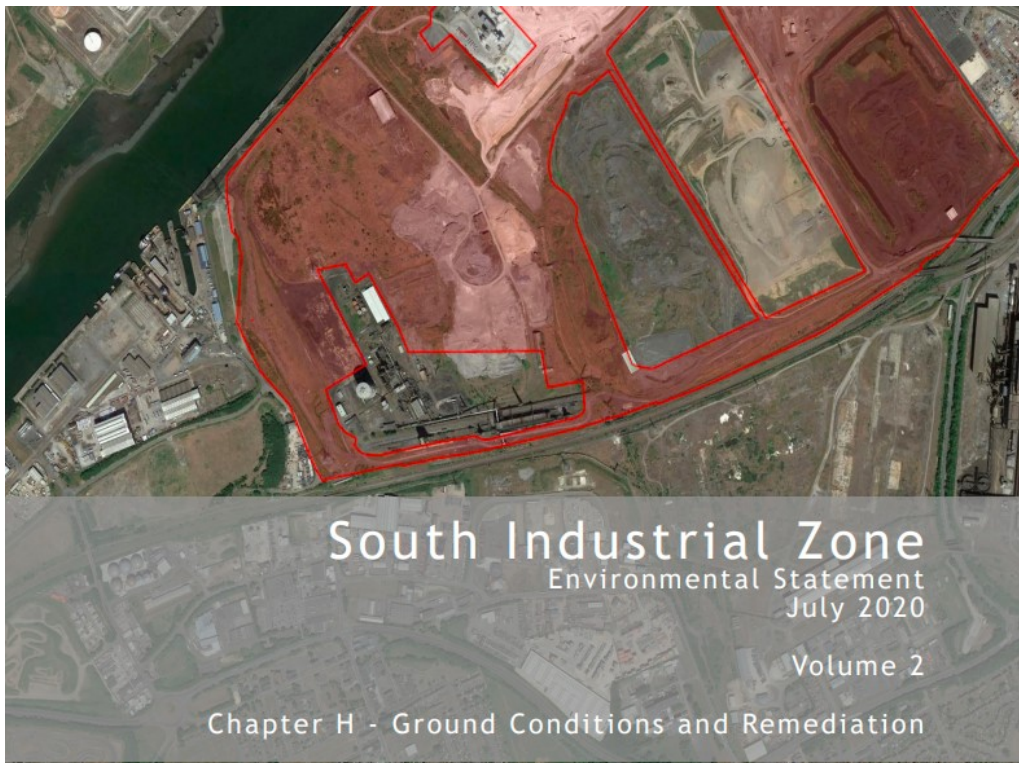 South Industrial Zone
Environmental Statement
July 2020
Volume 2
Chapter H - Ground Conditions and Remediation